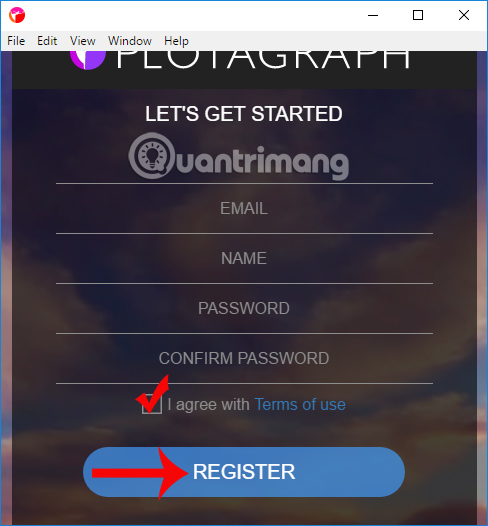 File Edit View Window Help
PLOTAGRAPH
LET'S GET STARTED
Quantrimang
EMAIL
NAME
PASSWORD
CONFIRM PASSWORD
I agree with Terms of use
REGISTER